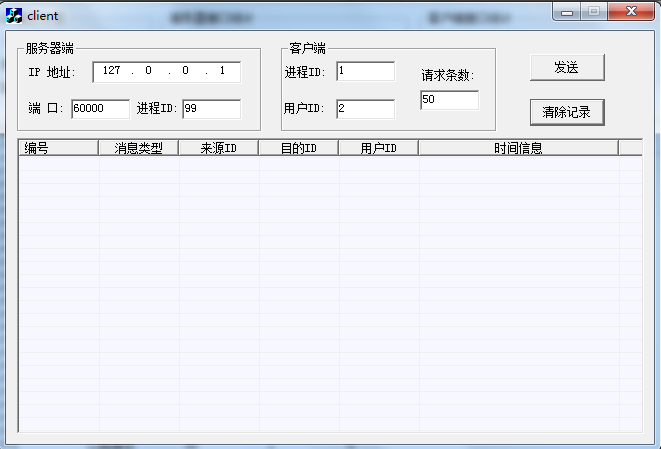 client
服务器端
IP 地址: 127 . 0 . 0 . 1
端 口: 60000 进程ID: 99
客户端
进程ID: 1
用户ID: 2
请求条数:
50
发送
清除记录
编号 消息类型 来源ID 目的ID 用户ID 时间信息